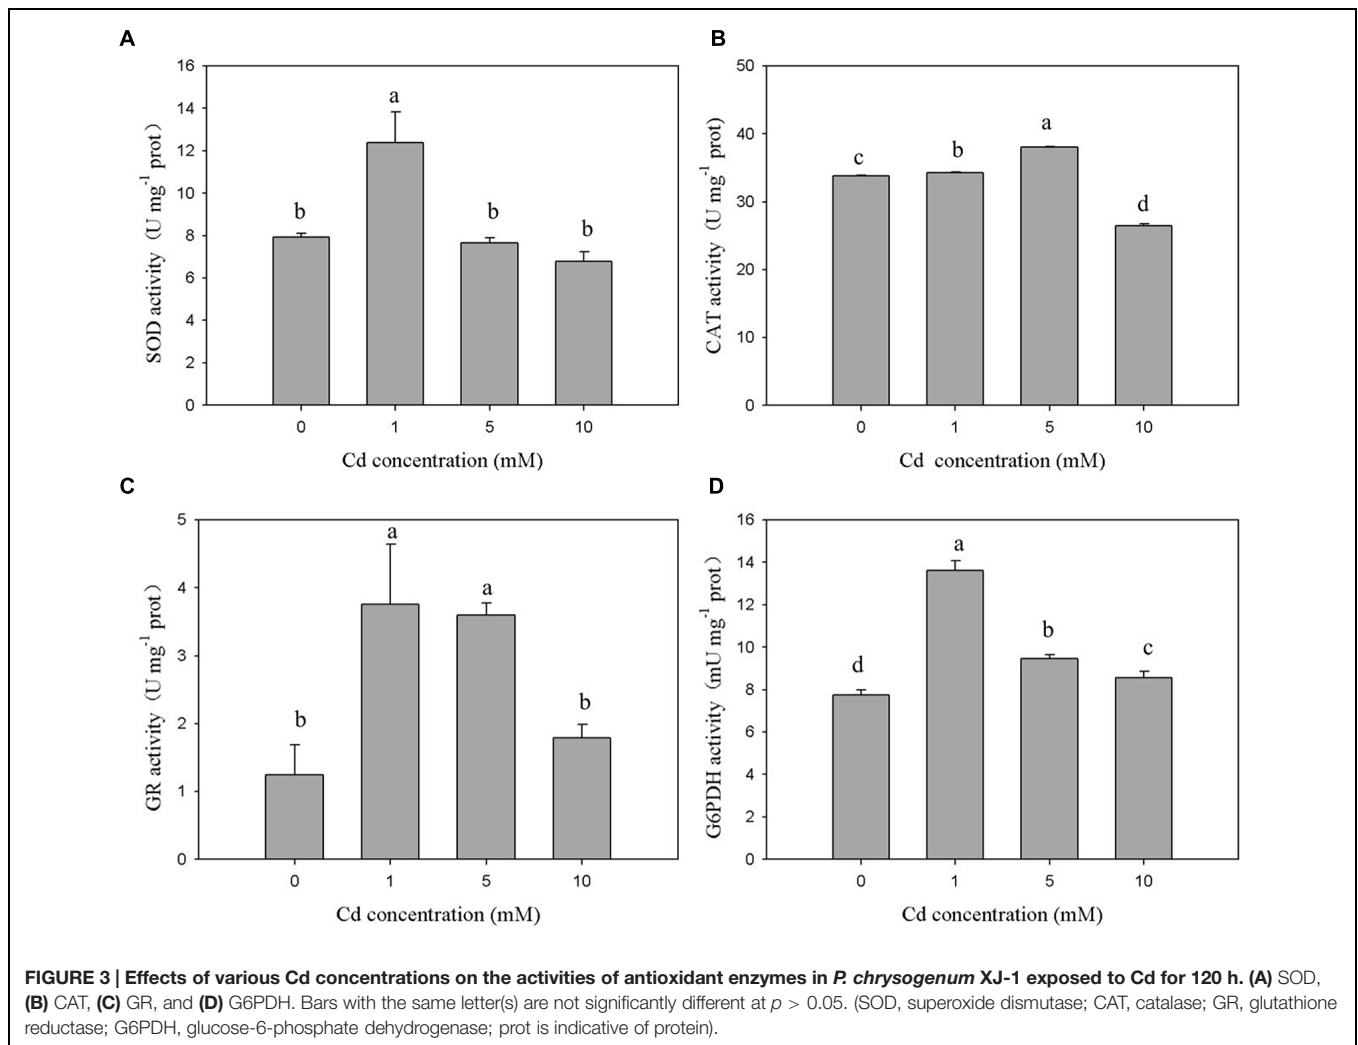 A
16
14
12
10
8
6
4
2
0
SOD activity (U mg-1 prot)
b
a
b
b
0 1 5 10
Cd concentration (mM)
B
50
40
30
20
10
0
CAT activity (U mg-1 prot)
c
b
a
d
0 1 5 10
Cd concentration (mM)
C
5
4
3
2
1
0
GR activity (U mg-1 prot)
b
a
a
b
0 1 5 10
Cd concentration (mM)
D
16
14
12
10
8
6
4
2
0
G6PDH activity (mU mg-1 prot)
d
a
b
c
0 1 5 10
Cd concentration (mM)
FIGURE 3 | Effects of various Cd concentrations on the activities of antioxidant enzymes in P. chrysogenum XJ-1 exposed to Cd for 120 h. (A) SOD,
(B) CAT, (C) GR, and (D) G6PDH. Bars with the same letter(s) are not significantly different at p > 0.05. (SOD, superoxide dismutase; CAT, catalase; GR, glutathione
reductase; G6PDH, glucose-6-phosphate dehydrogenase; prot is indicative of protein).